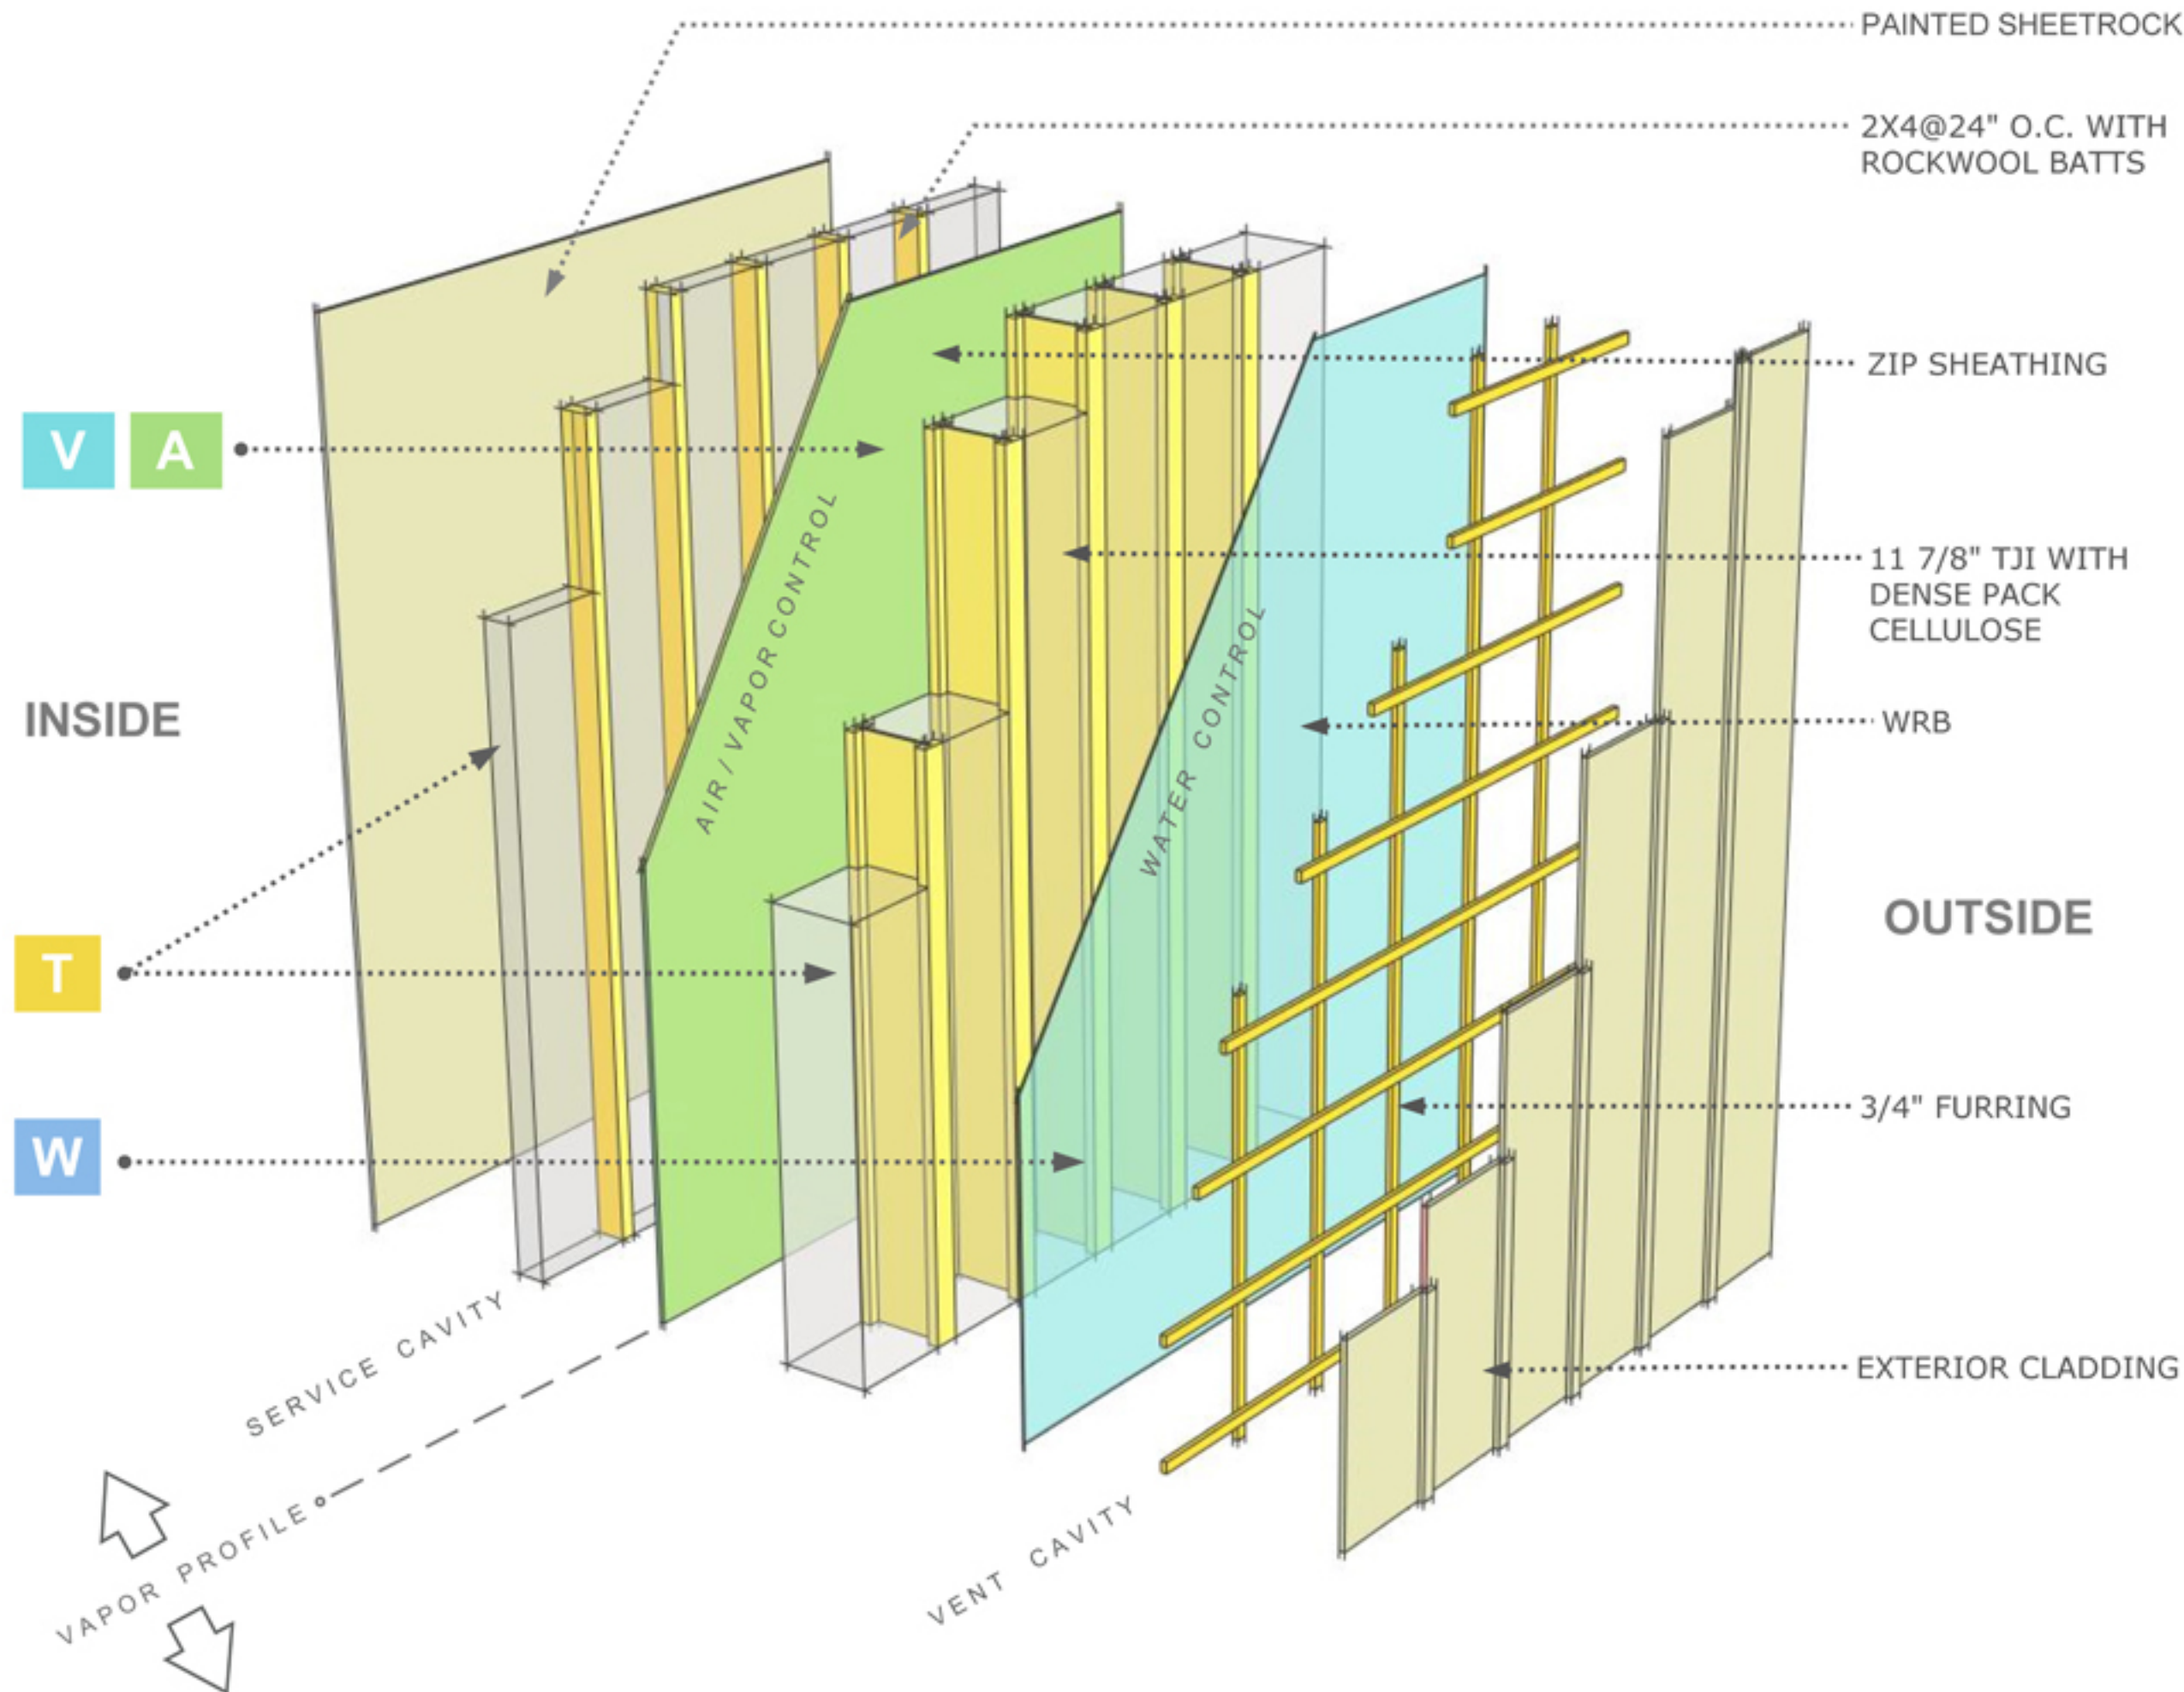 PAINTED SHEETROCK
2X4@24" O.C. WITH
ROCKWOOL BATTS
ZIP SHEATHING
V A
AIR / VAPOR CONTROL
11 7/8" TJI WITH
DENSE PACK
CELLULOSE
INSIDE
WATER CONTROL
WRB
OUTSIDE
T
3/4" FURRING
W
EXTERIOR CLADDING
SERVICE CAVITY
VAPOR PROFILE
VENT CAVITY